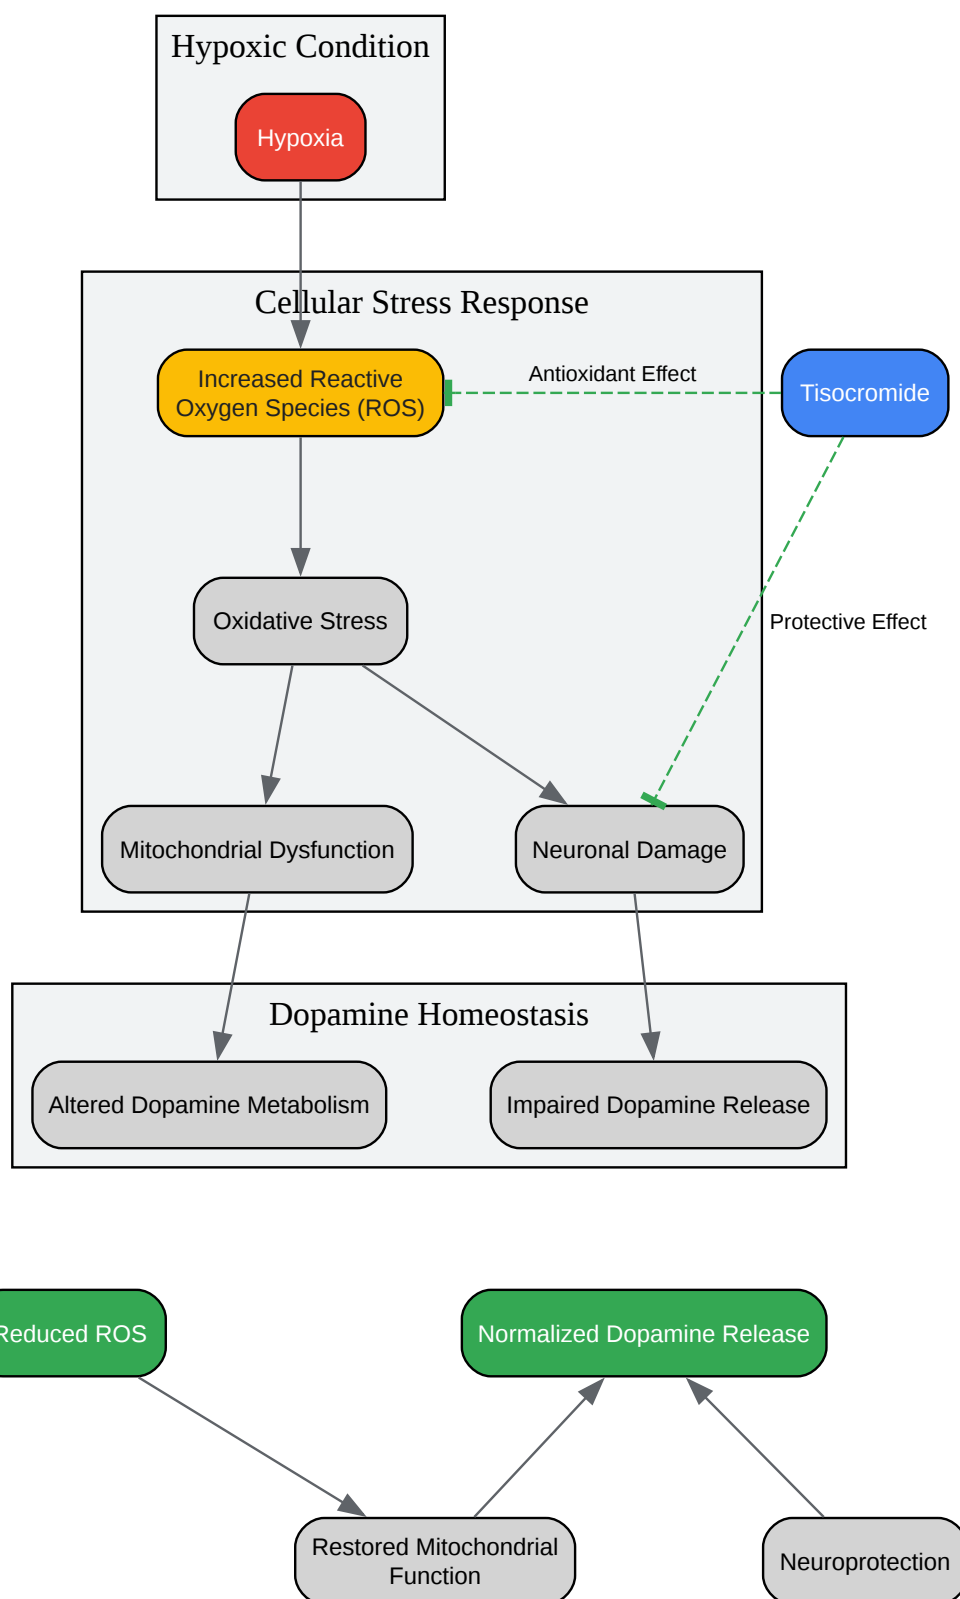 Hypoxic Condition
Hypoxia
Cellular Stress Response
Increased Reactive
Oxygen Species (ROS)
Antioxidant Effect
Tisocromide
Oxidative Stress
Protective Effect
Mitochondrial Dysfunction
Neuronal Damage
Dopamine Homeostasis
Altered Dopamine Metabolism
Impaired Dopamine Release
Reduced ROS
Normalized Dopamine Release
Restored Mitochondrial
Function
Neuroprotection